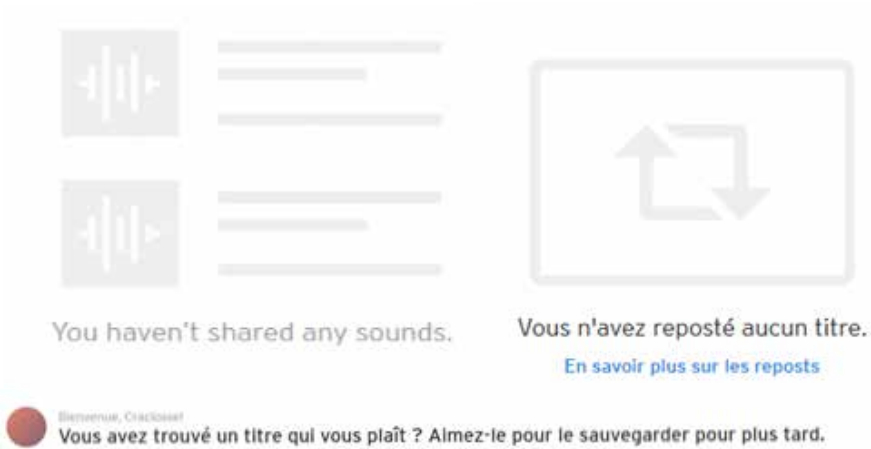 You haven't shared any sounds.
Vous n'avez reposté aucun titre.
En savoir plus sur les reposts
Bienvenue,
Vous avez trouvé un titre qui vous plaît ? Aimez-le pour le sauvegarder pour plus tard.